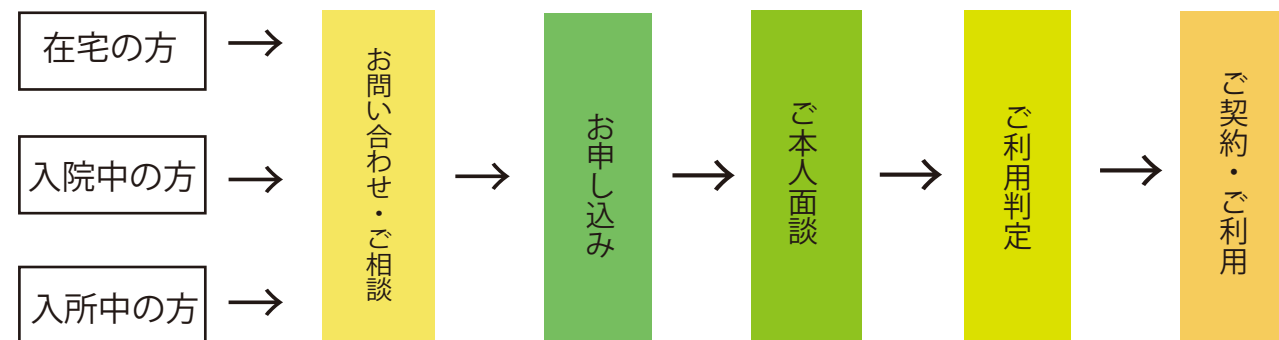 在宅の方
入院中の方
入所中の方
お問い合わせ・ご相談
お申し込み
ご本人面談
ご利用判定
ご契約・ご利用